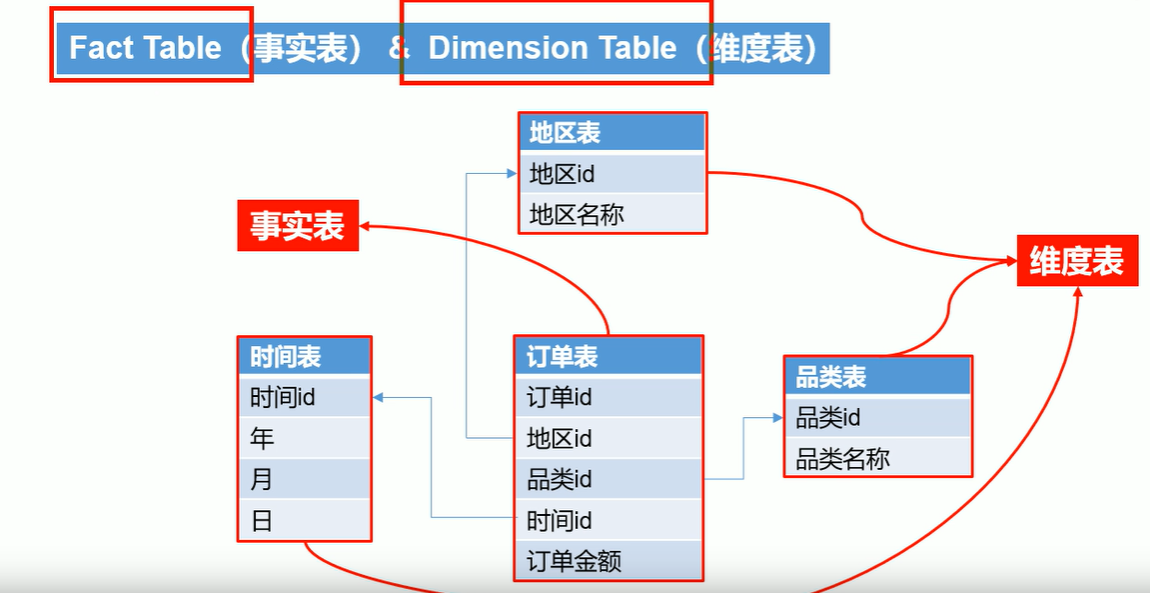 Fact Table（事实表） & Dimension Table（维度表）
地区表
地区id
地区名称
事实表
维度表
时间表
时间id
年
月
日
订单表
订单id
地区id
品类id
时间id
订单金额
品类表
品类id
品类名称